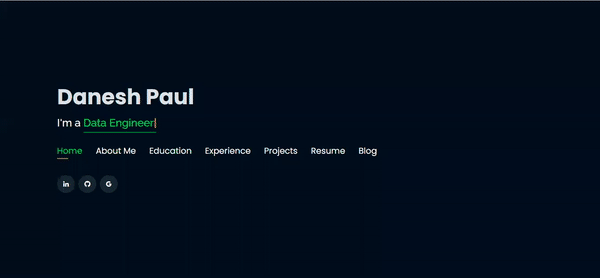 Danesh Paul
I'm a Data Engineer
Home About Me Education Experience Projects Resume Blog
in G